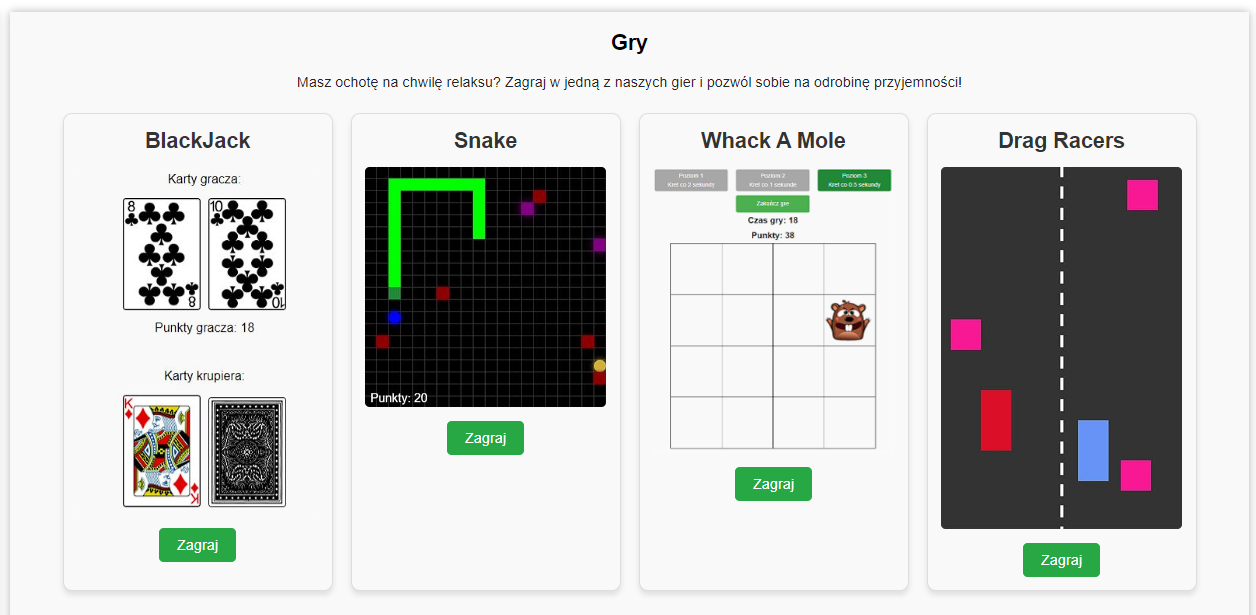 Gry
Masz ochotę na chwilę relaksu? Zagraj w jedną z naszych gier i pozwól sobie na odrobinę przyjemności!
BlackJack
Karty gracza:
8
10
8
10
Punkty gracza: 18
Karty krupiera:
K
K
Zagraj
Snake
Punkty: 20
Zagraj
Whack A Mole
Poziom 1
Kret co 2 sekundy
Poziom 2
Kret co 1 sekunde
Poziom 3
Kret co 0.5 sekundy
Zakończ gre
Czas gry: 18
Punkty: 38
Zagraj
Drag Racers
Zagraj